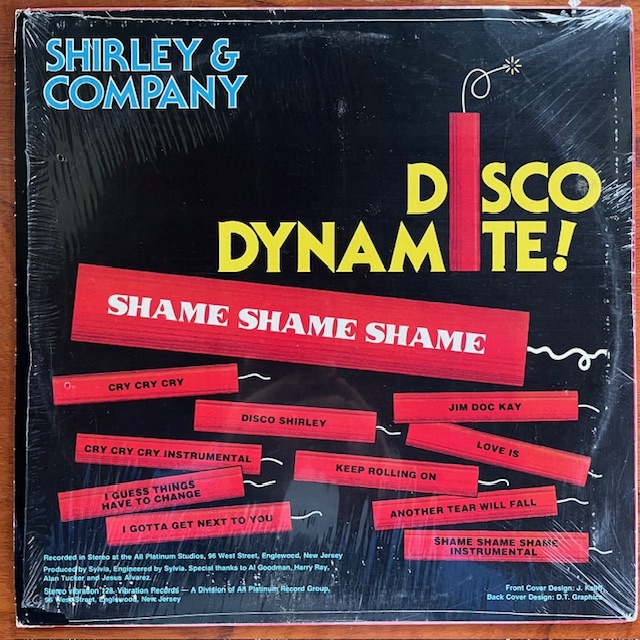 SHIRLEY &
COMPANY
DISCO
DYNAMITE!
SHAME SHAME SHAME
CRY CRY CRY
DISCO SHIRLEY
JIM DOC KAY
CRY CRY CRY INSTRUMENTAL
LOVE IS
KEEP ROLLING ON
I GUESS THINGS
HAVE TO CHANGE
ANOTHER TEAR WILL FALL
I GOTTA GET NEXT TO YOU
SHAME SHAME SHAME
INSTRUMENTAL
Recorded in Stereo at the All Platinum Studios, 96 West Street, Englewood, New Jersey
Produced by Sylvia, Engineered by Sylvia. Special thanks to Al Goodman, Harry Ray,
Alan Tucker and Jesus Alvarez.
Stereo Vibration 128, Vibration Records — A Division of All Platinum Record Group,
96 West Street, Englewood, New Jersey
Front Cover Design: J.
Back Cover Design: D.T. Graphics